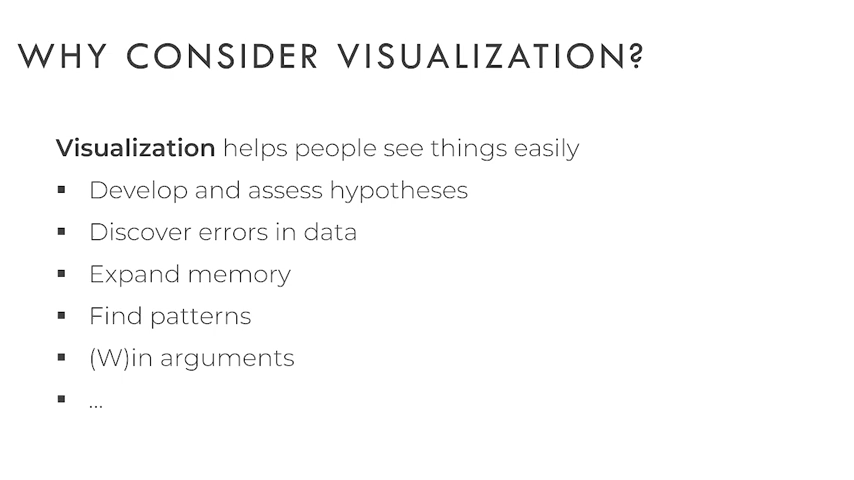 WHY CONSIDER VISUALIZATION?
Visualization helps people see things easily
▪ Develop and assess hypotheses
▪ Discover errors in data
▪ Expand memory
▪ Find patterns
▪ (W)in arguments
▪ ...